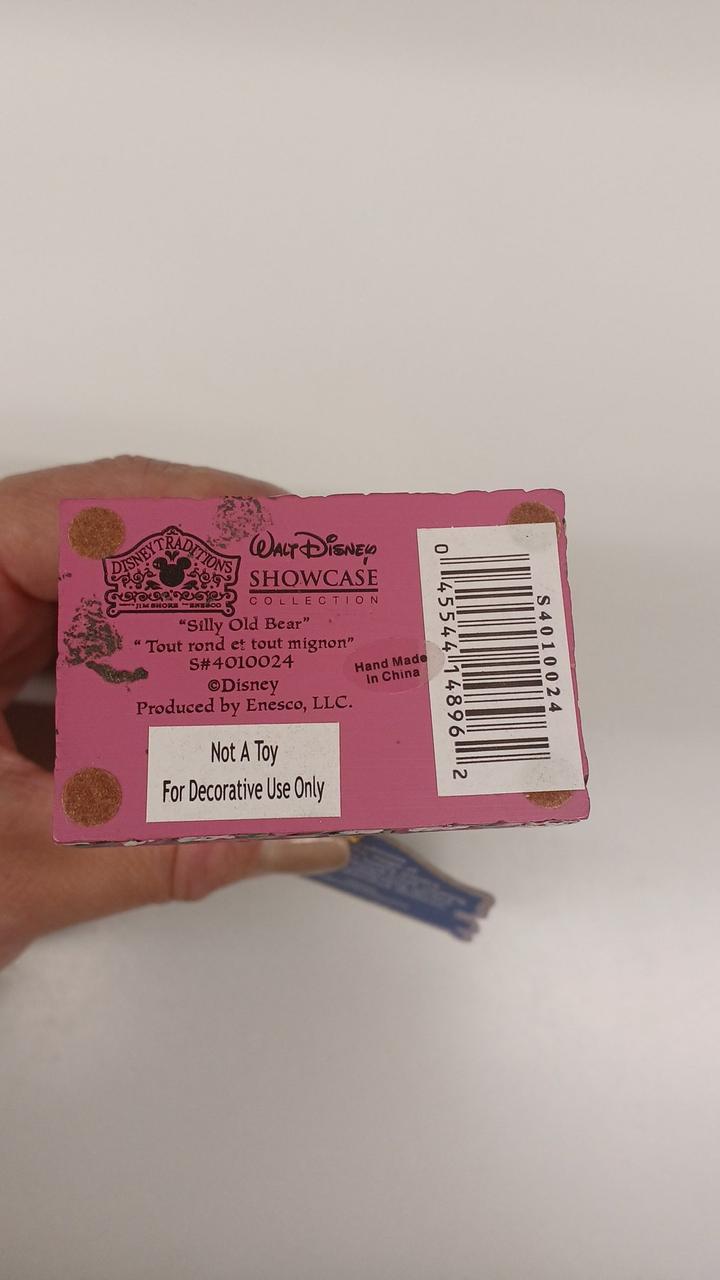 DISNEY TRADITIONS
JIM SHORE ENESCO
WALT DISNEY
SHOWCASE
COLLECTION
“Silly Old Bear”
“ Tout rond et tout mignon”
S#4010024
©Disney
Produced by Enesco, LLC.
Hand Made
In China
Not A Toy
For Decorative Use Only
S4010024
0 45544 14896 2